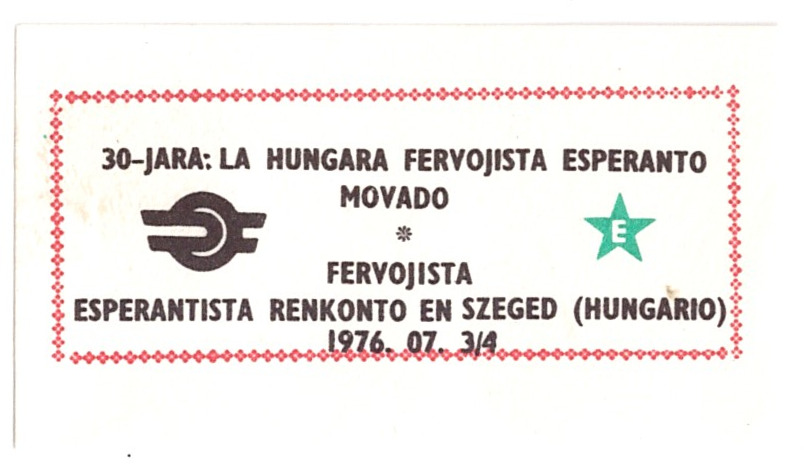 30-JARA: LA HUNGARA FERVOJISTA ESPERANTO
MOVADO
E
FERVOJISTA
ESPERANTISTA RENKONTO EN SZEGED (HUNGARIO)
1976. 07. 3/4